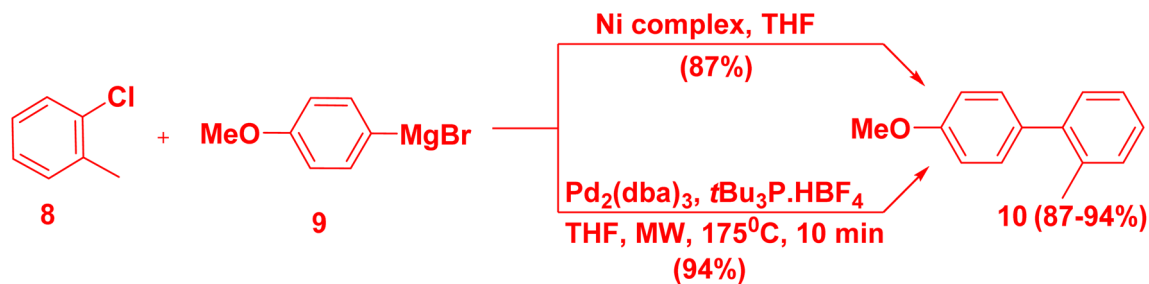 Ni complex, THF
(87%)
Cl
+
MeO
MgBr
MeO
8
9
Pd₂(dba)₃, tBu₃P.HBF₄
THF, MW, 175⁰C, 10 min
(94%)
10 (87-94%)